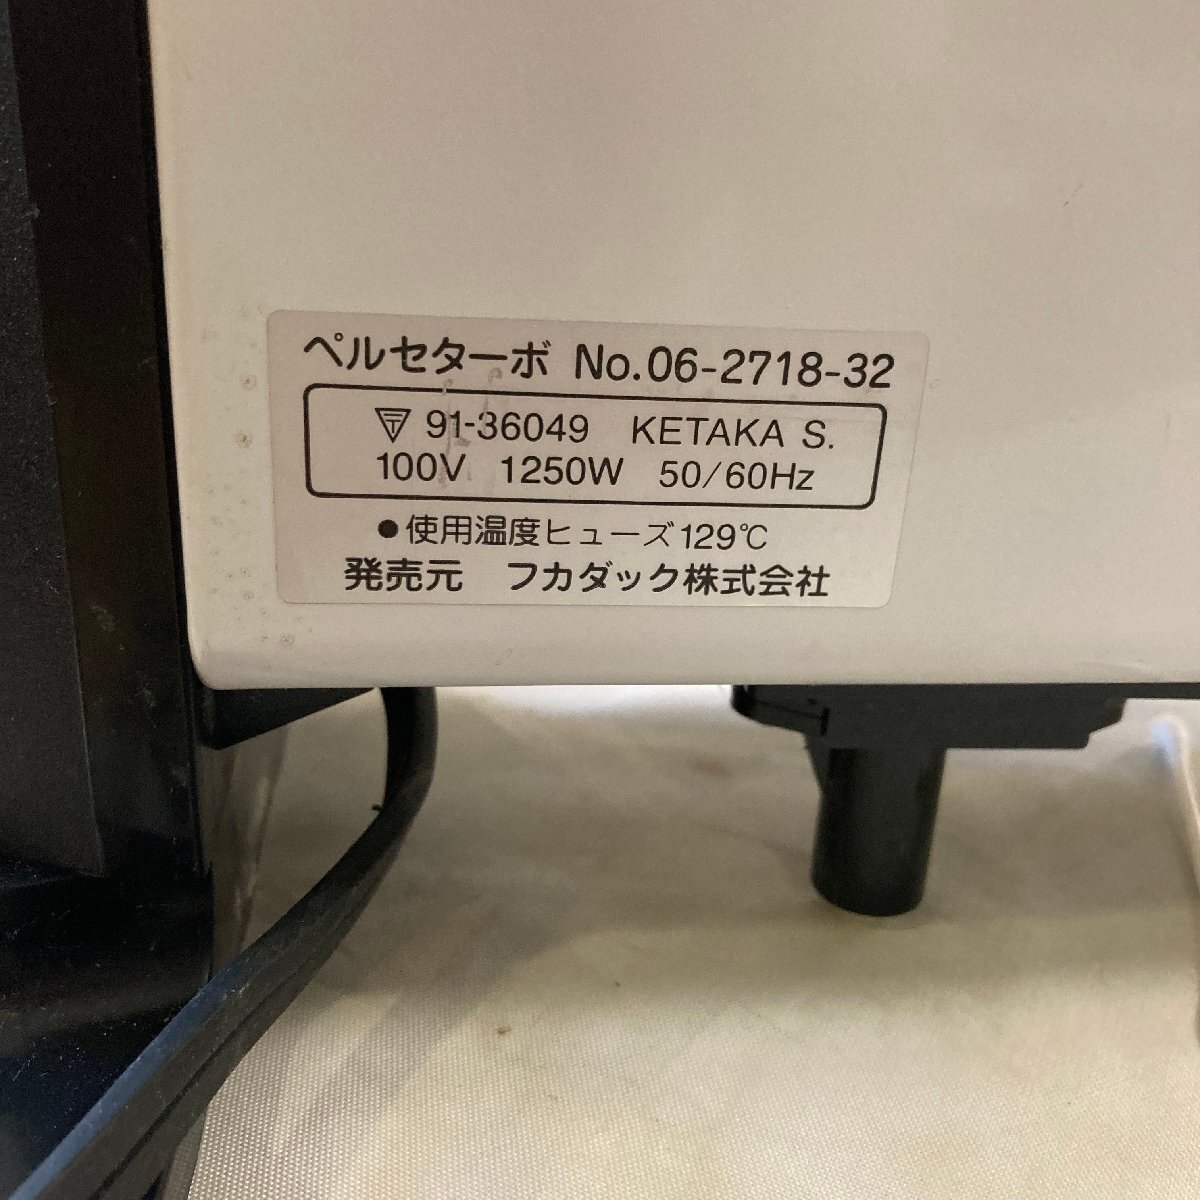 ペルセターボ No.06-2718-32
〒 91-36049 KETAKA S.
100V 1250W 50/60Hz
●使用温度ヒューズ129℃
発売元 フカダック株式会社